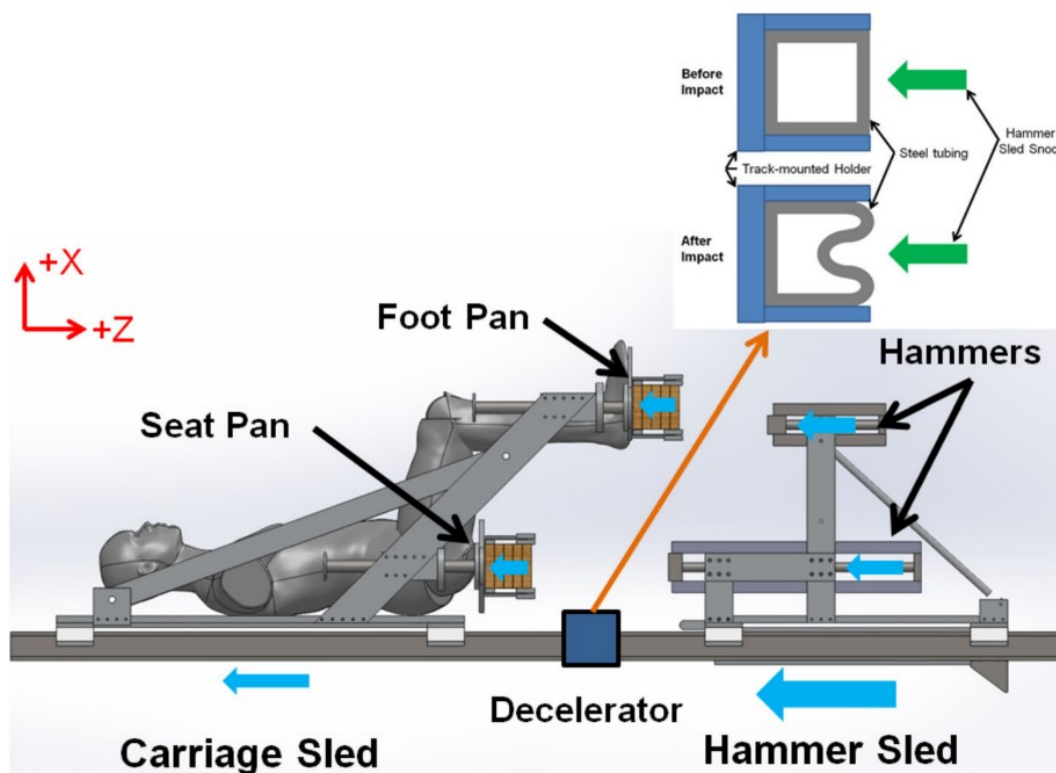 Before
Impact
Hammer
Sled Snoo
Steel tubing
Track-mounted Holder
After
Impact
+X
+Z
Foot Pan
Hammers
Seat Pan
Decelerator
Carriage Sled
Hammer Sled